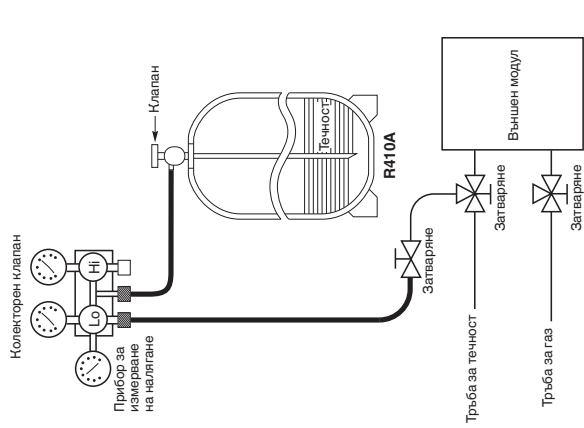 Колекторен клапан
Hi
Lo
Прибор за
измерване
на налягане
Клапан
Течност
R410A
Затваряне
Външен модул
Затваряне
Затваряне
Тръба за течност
Тръба за газ